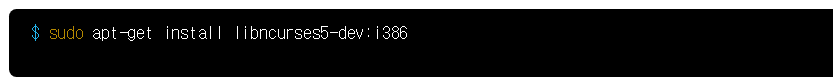 $ sudo apt-get install libncurses5-dev:i386